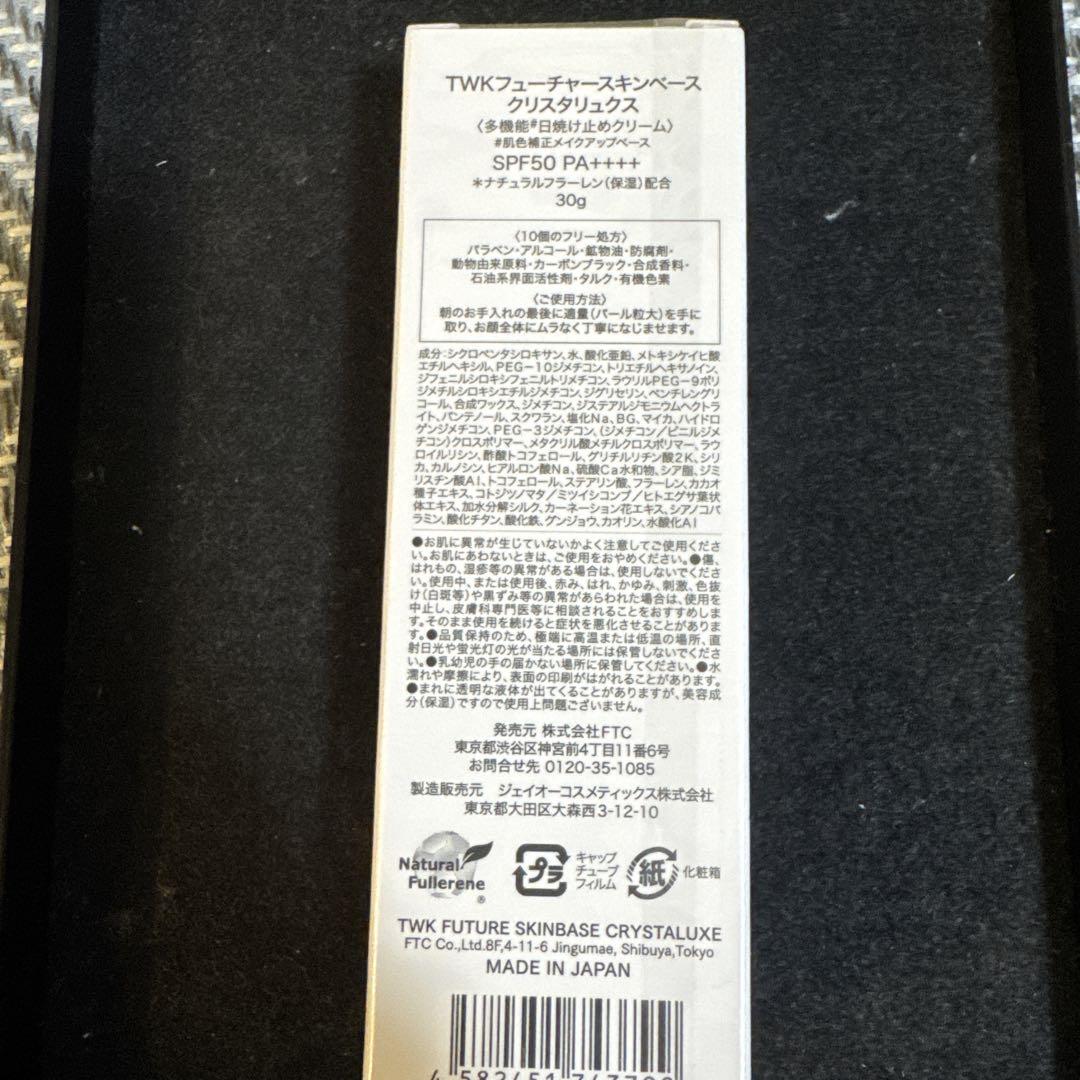 TWKフューチャースキンベース
クリスタリュクス
〈多機能#日焼け止めクリーム〉
#肌色補正メイクアップベース
SPF50 PA++++
*ナチュラルフラーレン(保湿)配合
30g
〈10個のフリー処方〉
パラベン・アルコール・鉱物油・防腐剤・
動物由来原料・カーボンブラック・合成香料・
石油系界面活性剤・タルク・有機色素
〈ご使用方法〉
朝のお手入れの最後に適量(パール粒大)を手に
取り、お顔全体にムラなく丁寧になじませます。
成分:シクロペンタシロキサン、水、酸化亜鉛、メトキシケイヒ酸
エチルヘキシル、PEG-10ジメチコン、トリエチルヘキサノイン、
ジフェニルシロキシフェニルトリメチコン、ラウリルPEG-9ポリ
ジメチルシロキシエチルジメチコン、ジグリセリン、ペンチレングリ
コール、合成ワックス、ジメチコン、ジステアルジモニウムヘクトラ
イト、パンテノール、スクワラン、塩化Na、BG、マイカ、ハイドロ
ゲンジメチコン、PEG-3ジメチコン、(ジメチコン/ビニルジメ
チコン)クロスポリマー、メタクリル酸メチルクロスポリマー、ラウ
ロイルリシン、酢酸トコフェロール、グリチルリチン酸2K、シリ
カ、カルノシン、ヒアルロン酸Na、硫酸Ca水和物、シア脂、ジミ
リスチン酸Al、トコフェロール、ステアリン酸、フラーレン、カカオ
種子エキス、コトジツノマタ/ミツイシコンブ/ヒトエグサ葉状
体エキス、加水分解シルク、カーネーション花エキス、シアノコバ
ラミン、酸化チタン、酸化鉄、グンジョウ、カオリン、水酸化Al
●お肌に異常が生じていないかよく注意してご使用くださ
い。お肌にあわないときは、ご使用をおやめください。●傷、
はれもの、湿疹等の異常がある場合は、使用しないでくださ
い。使用中、または使用後、赤み、はれ、かゆみ、刺激、色抜
け(白斑等)や黒ずみ等の異常があらわれた場合は、使用を
中止し、皮膚科専門医等に相談されることをおすすめしま
す。そのまま使用を続けると症状を悪化させることがありま
す。●品質保持のため、極端に高温または低温の場所、直
射日光や蛍光灯の光が当たる場所には保管しないでくださ
い。●乳幼児の手の届かない場所に保管してください。●水
濡れや摩擦により、表面の印刷がはがれることがあります。
●まれに透明な液体が出てくることがありますが、美容成
分(保湿)ですので使用上問題ございません。
発売元 株式会社FTC
東京都渋谷区神宮前4丁目11番6号
お問合せ先 0120-35-1085
製造販売元 ジェイオーコスメティックス株式会社
東京都大田区大森西3-12-10
Natural
Fullerene
®
プラ
キャップ
チューブ
フィルム
紙
化粧箱
TWK FUTURE SKINBASE CRYSTALUXE
FTC Co.,Ltd.8F,4-11-6 Jingumae, Shibuya,Tokyo
MADE IN JAPAN